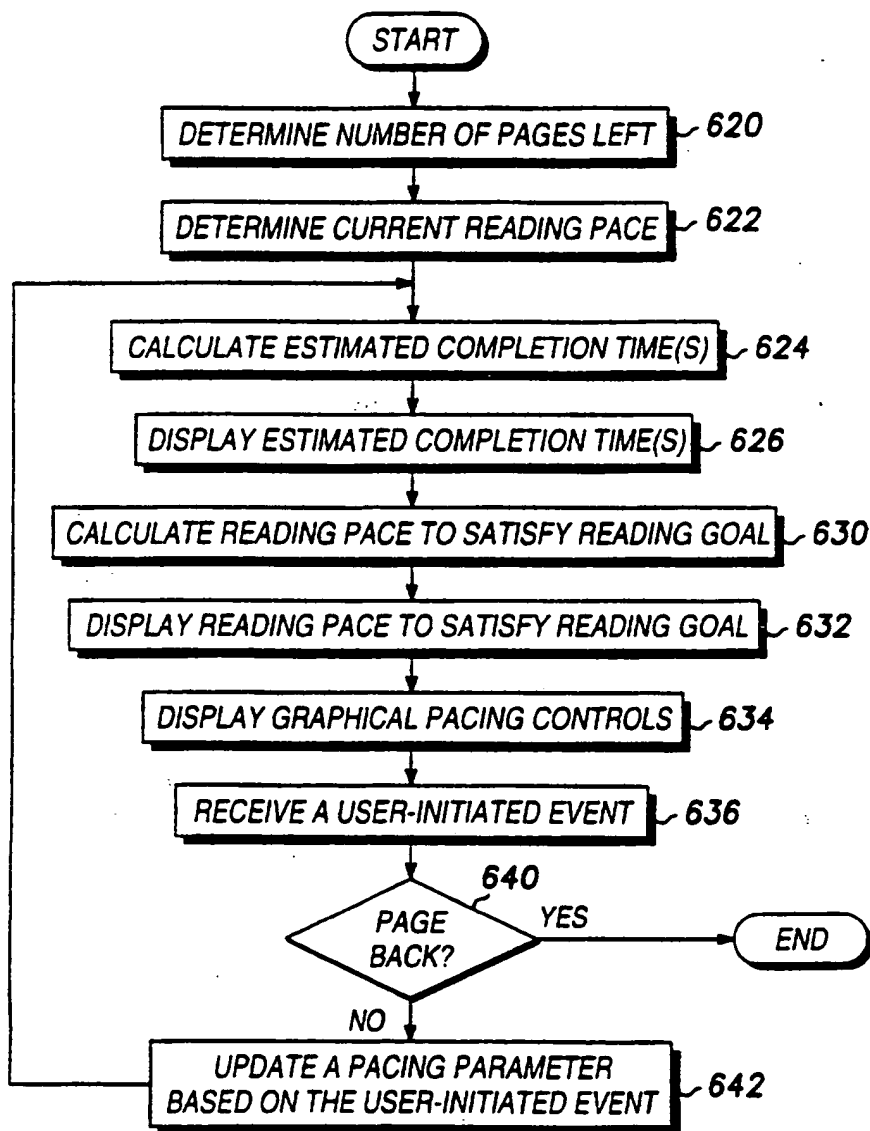 START
DETERMINE NUMBER OF PAGES LEFT 620
DETERMINE CURRENT READING PACE 622
CALCULATE ESTIMATED COMPLETION TIME(S) 624
DISPLAY ESTIMATED COMPLETION TIME(S) 626
CALCULATE READING PACE TO SATISFY READING GOAL 630
DISPLAY READING PACE TO SATISFY READING GOAL 632
DISPLAY GRAPHICAL PACING CONTROLS 634
RECEIVE A USER-INITIATED EVENT 636
640
PAGE
BACK?
YES
END
NO
UPDATE A PACING PARAMETER
BASED ON THE USER-INITIATED EVENT 642